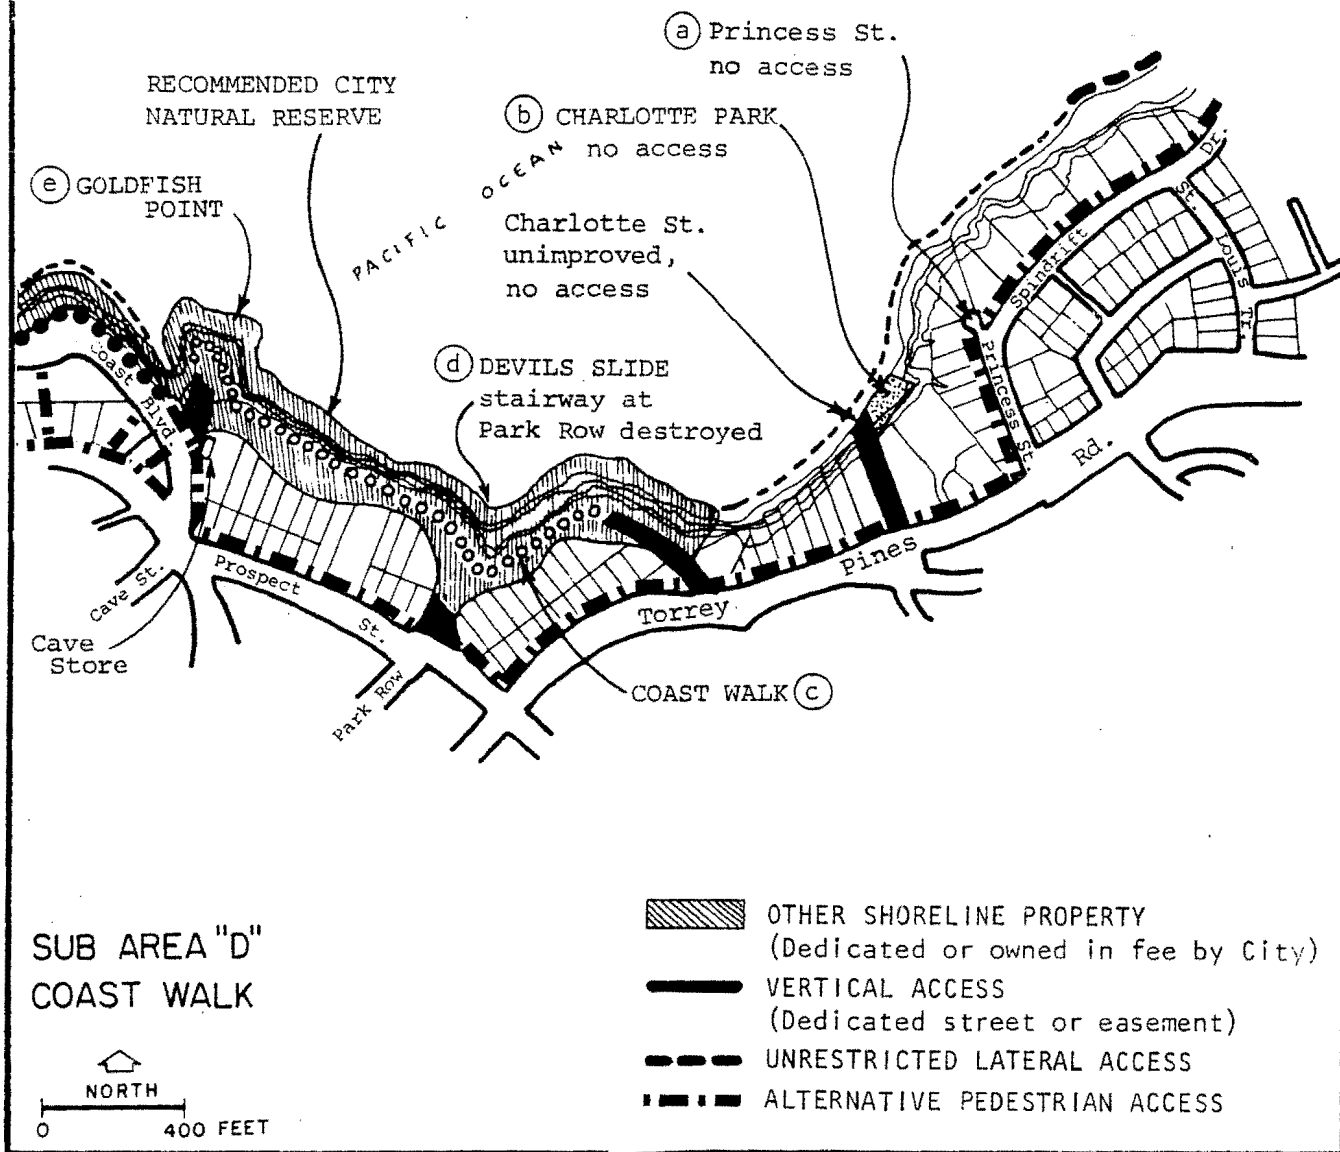 (a) Princess St.
no access
RECOMMENDED CITY
NATURAL RESERVE
(b) CHARLOTTE PARK
no access
PACIFIC OCEAN
(e) GOLDFISH
POINT
Charlotte St.
unimproved,
no access
(d) DEVILS SLIDE
stairway at
Park Row destroyed
Spindrift Dr.
St. Louis Tr.
Princess St.
Coast Blvd.
Torrey Pines Rd.
Prospect St.
Cave St.
Cave
Store
Park Row
COAST WALK (c)
SUB AREA "D"
COAST WALK
NORTH
0 400 FEET
OTHER SHORELINE PROPERTY
(Dedicated or owned in fee by City)
VERTICAL ACCESS
(Dedicated street or easement)
UNRESTRICTED LATERAL ACCESS
ALTERNATIVE PEDESTRIAN ACCESS